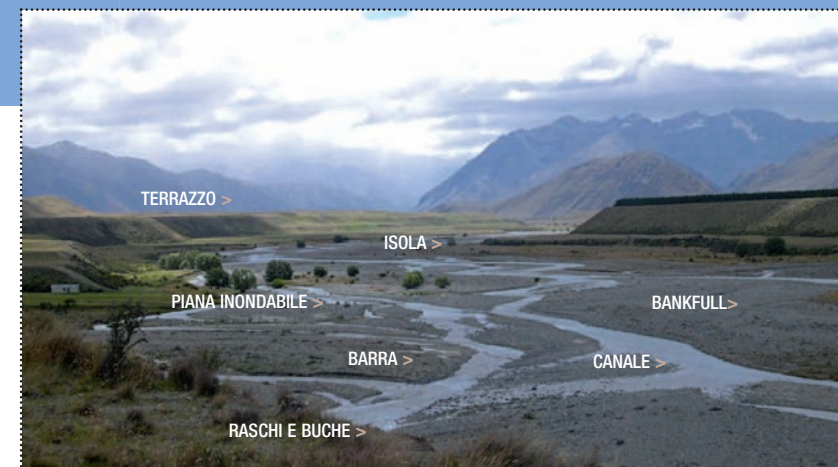 TERRAZZO >
ISOLA >
PIANA INONDABILE >
BANKFULL>
BARRA >
CANALE >
RASCHI E BUCHE >